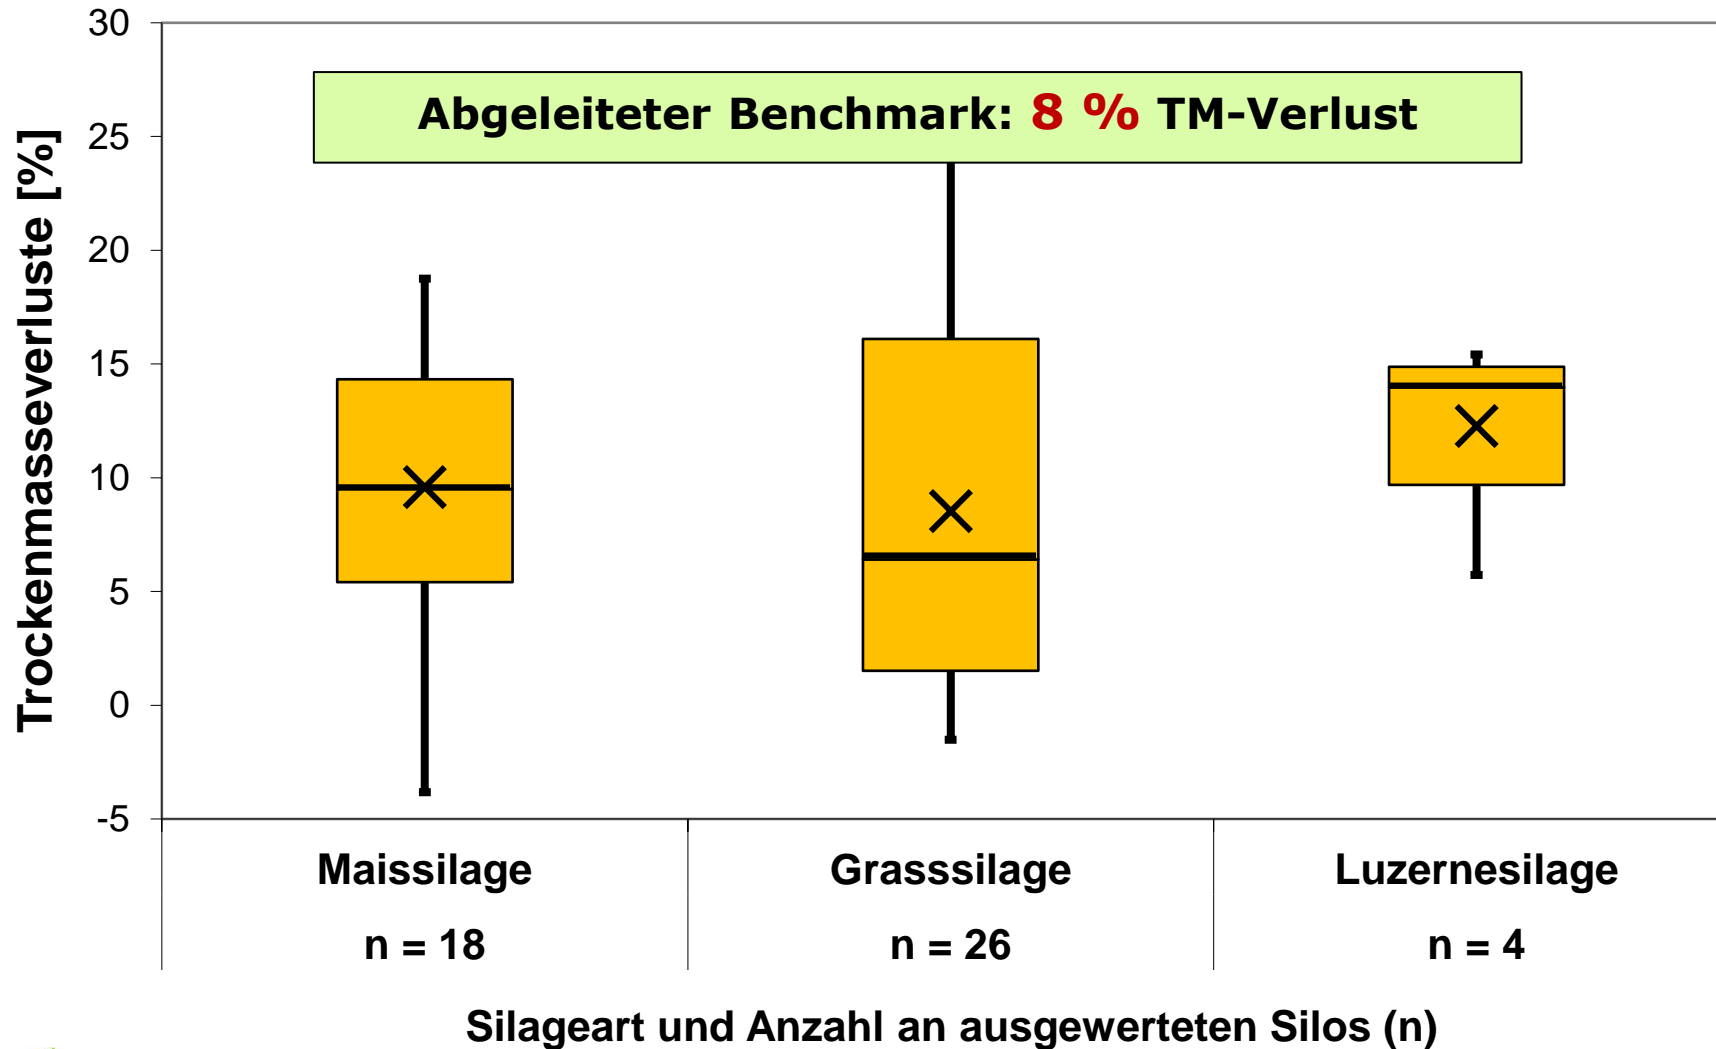 Trockenmasseverluste [%]
30
25
20
15
10
5
0
-5
Abgeleiteter Benchmark: 8 % TM-Verlust
Maissilage
Grasssilage
Luzernesilage
n = 18
n = 26
n = 4
Silageart und Anzahl an ausgewerteten Silos (n)